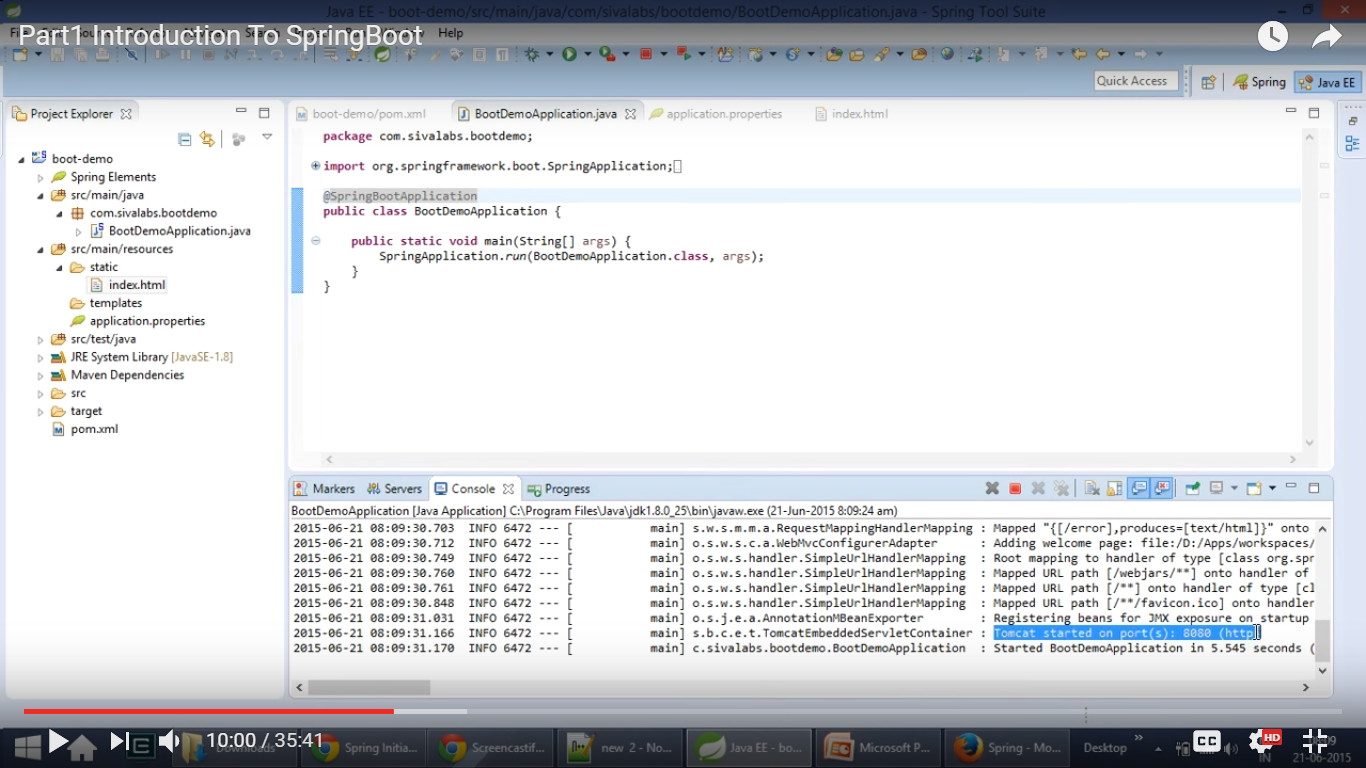 Java EE - boot-demo/src/main/java/com/sivalabs/bootdemo/BootDemoApplication.java - Spring Tool Suite
Part1 Introduction To SpringBoot
Help
Quick Access
Spring
Java EE
Project Explorer
boot-demo
Spring Elements
src/main/java
com.sivalabs.bootdemo
BootDemoApplication.java
src/main/resources
static
index.html
templates
application.properties
src/test/java
JRE System Library [JavaSE-1.8]
Maven Dependencies
src
target
pom.xml
boot-demo/pom.xml
BootDemoApplication.java
application.properties
index.html
package com.sivalabs.bootdemo;
import org.springframework.boot.SpringApplication;
@SpringBootApplication
public class BootDemoApplication {
public static void main(String[] args) {
SpringApplication.run(BootDemoApplication.class, args);
}
}
Markers
Servers
Console
Progress
BootDemoApplication [Java Application] C:\Program Files\Java\jdk1.8.0_25\bin\javaw.exe (21-Jun-2015 8:09:24 am)
2015-06-21 08:09:30.703 INFO 6472 --- [ main] s.w.s.m.m.a.RequestMappingHandlerMapping : Mapped "{[/error],produces=[text/html]}" onto
2015-06-21 08:09:30.712 INFO 6472 --- [ main] o.s.w.s.c.a.WebMvcConfigurerAdapter : Adding welcome page: file:/D:/Apps/workspaces/
2015-06-21 08:09:30.749 INFO 6472 --- [ main] o.s.w.s.handler.SimpleUrlHandlerMapping : Root mapping to handler of type [class org.spr
2015-06-21 08:09:30.760 INFO 6472 --- [ main] o.s.w.s.handler.SimpleUrlHandlerMapping : Mapped URL path [/webjars/**] onto handler of
2015-06-21 08:09:30.761 INFO 6472 --- [ main] o.s.w.s.handler.SimpleUrlHandlerMapping : Mapped URL path [/**] onto handler of type [cl
2015-06-21 08:09:30.848 INFO 6472 --- [ main] o.s.w.s.handler.SimpleUrlHandlerMapping : Mapped URL path [/**/favicon.ico] onto handler
2015-06-21 08:09:31.031 INFO 6472 --- [ main] o.s.j.e.a.AnnotationMBeanExporter : Registering beans for JMX exposure on startup
2015-06-21 08:09:31.166 INFO 6472 --- [ main] s.b.c.e.t.TomcatEmbeddedServletContainer : Tomcat started on port(s): 8080 (http)
2015-06-21 08:09:31.170 INFO 6472 --- [ main] c.sivalabs.bootdemo.BootDemoApplication : Started BootDemoApplication in 5.545 seconds (
10:00 / 35:41
Downloads
Spring Initia...
Screencastif...
new 2 - No...
Java EE - bo...
Microsoft P...
Spring - Mo...
Desktop
CC
HD
IN
21-06-2015